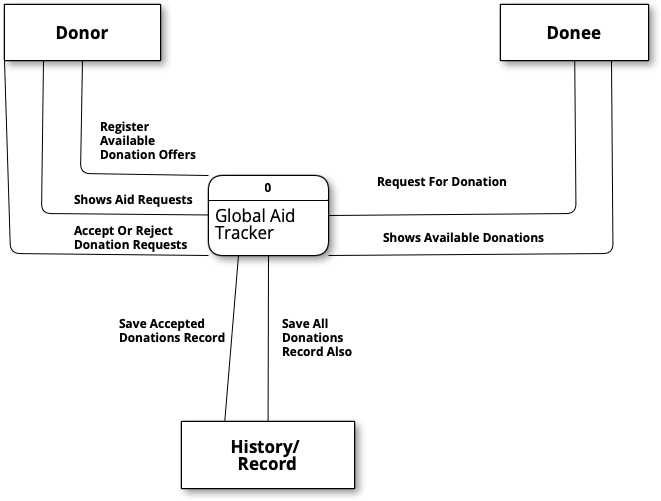 Donor
Donee
Register
Available
Donation Offers
Shows Aid Requests
Accept Or Reject
Donation Requests
0
Global Aid
Tracker
Request For Donation
Shows Available Donations
Save Accepted
Donations Record
Save All
Donations
Record Also
History/
Record